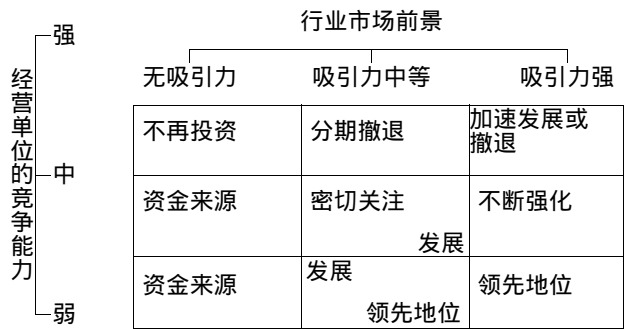 行业市场前景
强
无吸引力 吸引力中等 吸引力强
经营单位的竞争能力
不再投资 分期撤退 加速发展或
撤退
中
资金来源 密切关注 不断强化
发展
资金来源 发展 领先地位
领先地位
弱